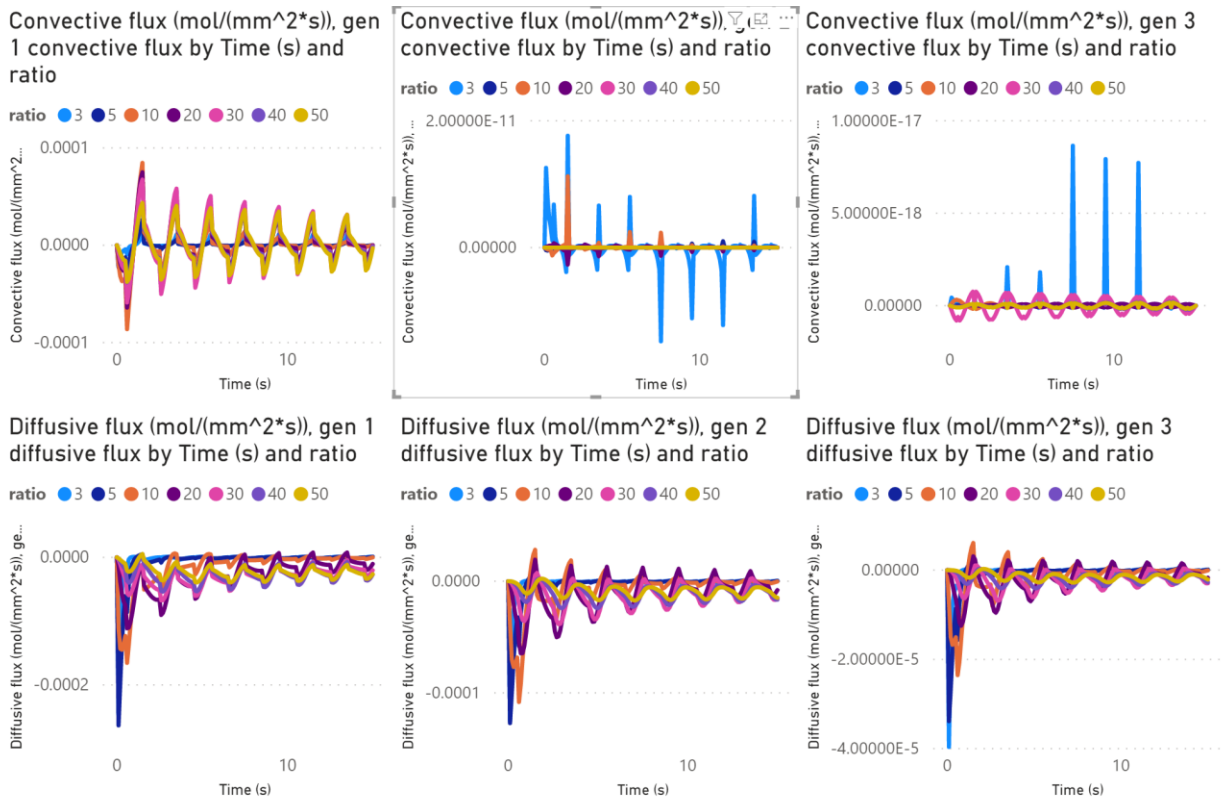 Convective flux (mol/(mm^2*s)), gen
1 convective flux by Time (s) and
ratio
ratio 3 5 10 20 30 40 50
0.0001
0.0000
-0.0001
Convective flux (mol/(mm^2...
0 10
Time (s)
Convective flux (mol/(mm^2*s)),
convective flux by Time (s) and ratio
ratio 3 5 10 20 30 40 50
2.00000E-11
0.00000
Convective flux (mol/(mm^2*s)), ...
0 10
Time (s)
Convective flux (mol/(mm^2*s)), gen 3
convective flux by Time (s) and ratio
ratio 3 5 10 20 30 40 50
1.00000E-17
5.00000E-18
0.00000
Convective flux (mol/(mm^2*s)), ...
0 10
Time (s)
Diffusive flux (mol/(mm^2*s)), gen 1
diffusive flux by Time (s) and ratio
ratio 3 5 10 20 30 40 50
0.0000
-0.0002
Diffusive flux (mol/(mm^2*s)), ge...
0 10
Time (s)
Diffusive flux (mol/(mm^2*s)), gen 2
diffusive flux by Time (s) and ratio
ratio 3 5 10 20 30 40 50
0.0000
-0.0001
Diffusive flux (mol/(mm^2*s)), ge...
0 10
Time (s)
Diffusive flux (mol/(mm^2*s)), gen 3
diffusive flux by Time (s) and ratio
ratio 3 5 10 20 30 40 50
0.00000
-2.00000E-5
-4.00000E-5
Diffusive flux (mol/(mm^2*s)), ge...
0 10
Time (s)